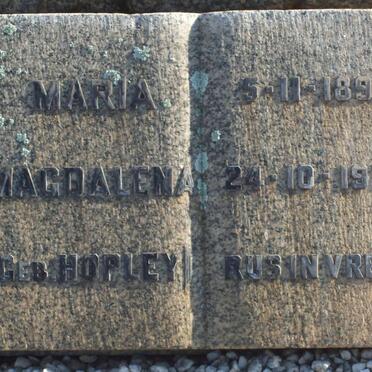 MARIA
MAGDALENA
GEB. HOPLEY
5-11-189
24-10-19
RUS IN VRE